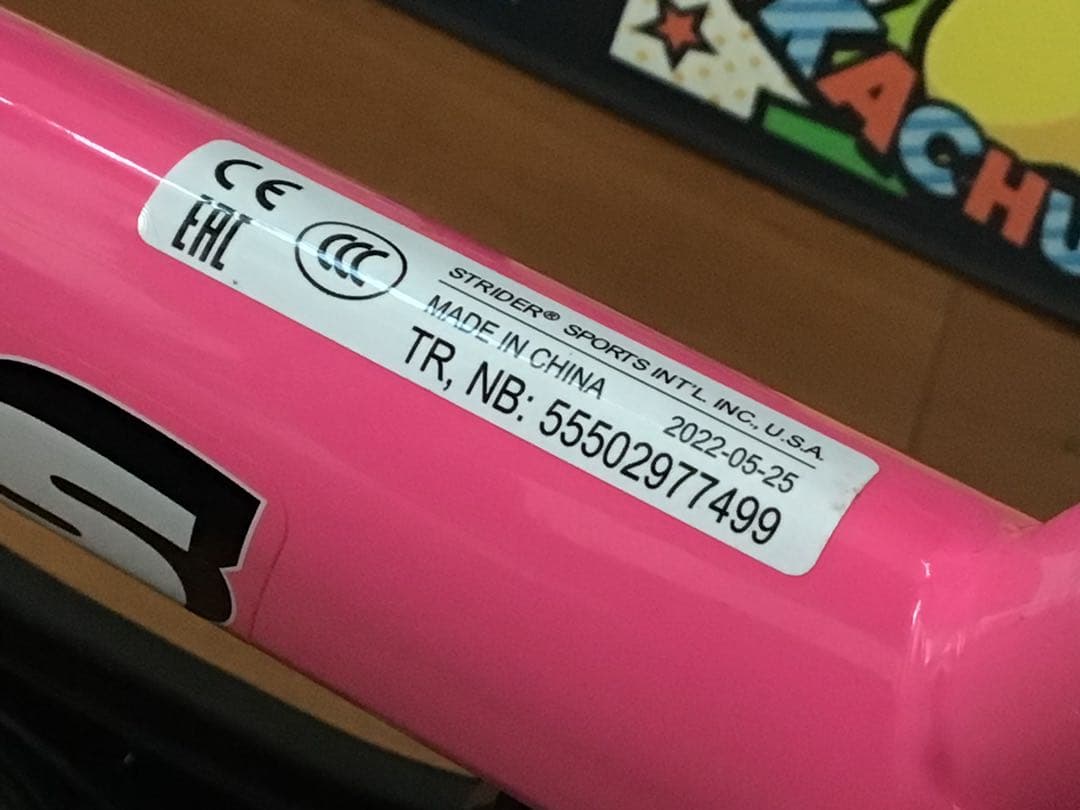 KACHU
CE
EAC
CCC
STRIDER® SPORTS INT'L. INC., U.S.A.
MADE IN CHINA 2022-05-25
TR, NB: 55502977499
S